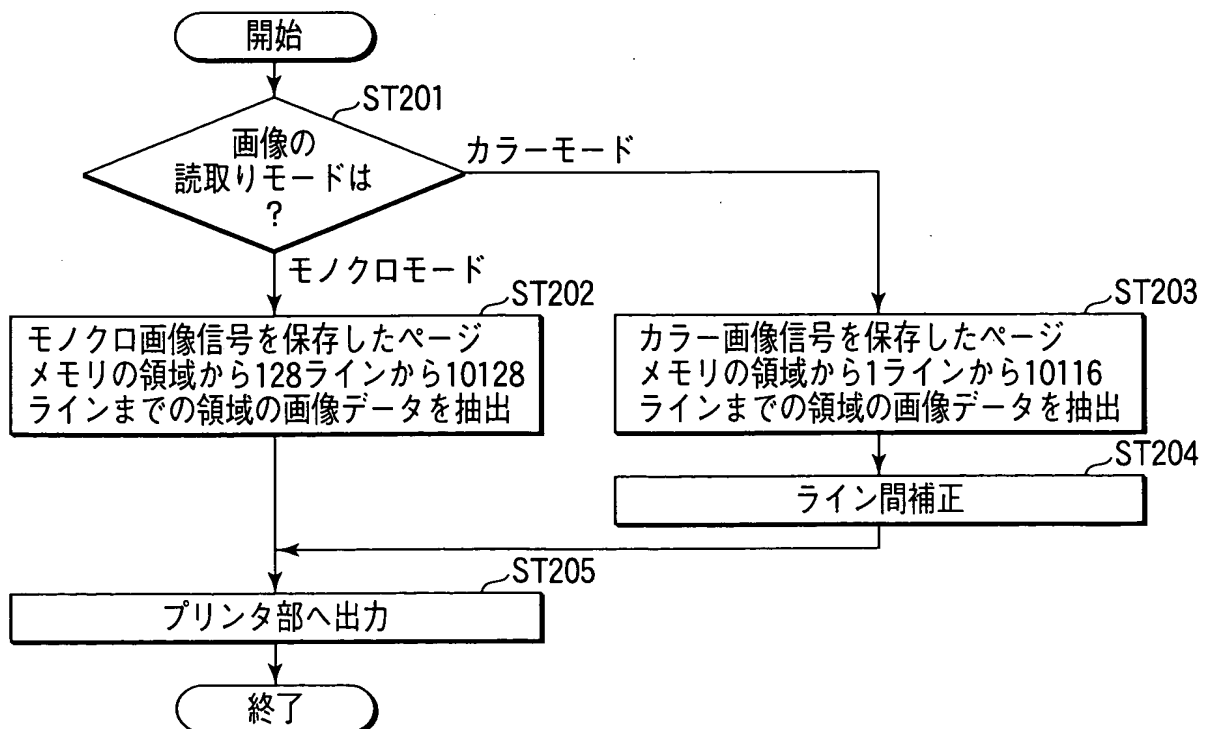 開始
ST201
画像の
読取りモードは
?
カラーモード
モノクロモード
ST202
モノクロ画像信号を保存したページ
メモリの領域から128ラインから10128
ラインまでの領域の画像データを抽出
ST203
カラー画像信号を保存したページ
メモリの領域から1ラインから10116
ラインまでの領域の画像データを抽出
ST204
ライン間補正
ST205
プリンタ部へ出力
終了